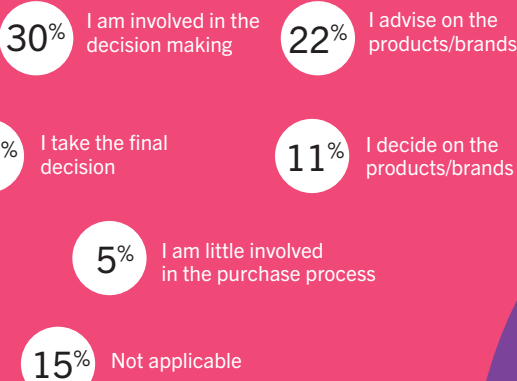 30%
I am involved in the
decision making
22%
I advise on the
products/brands
%
I take the final
decision
11%
I decide on the
products/brands
5%
I am little involved
in the purchase process
15%
Not applicable